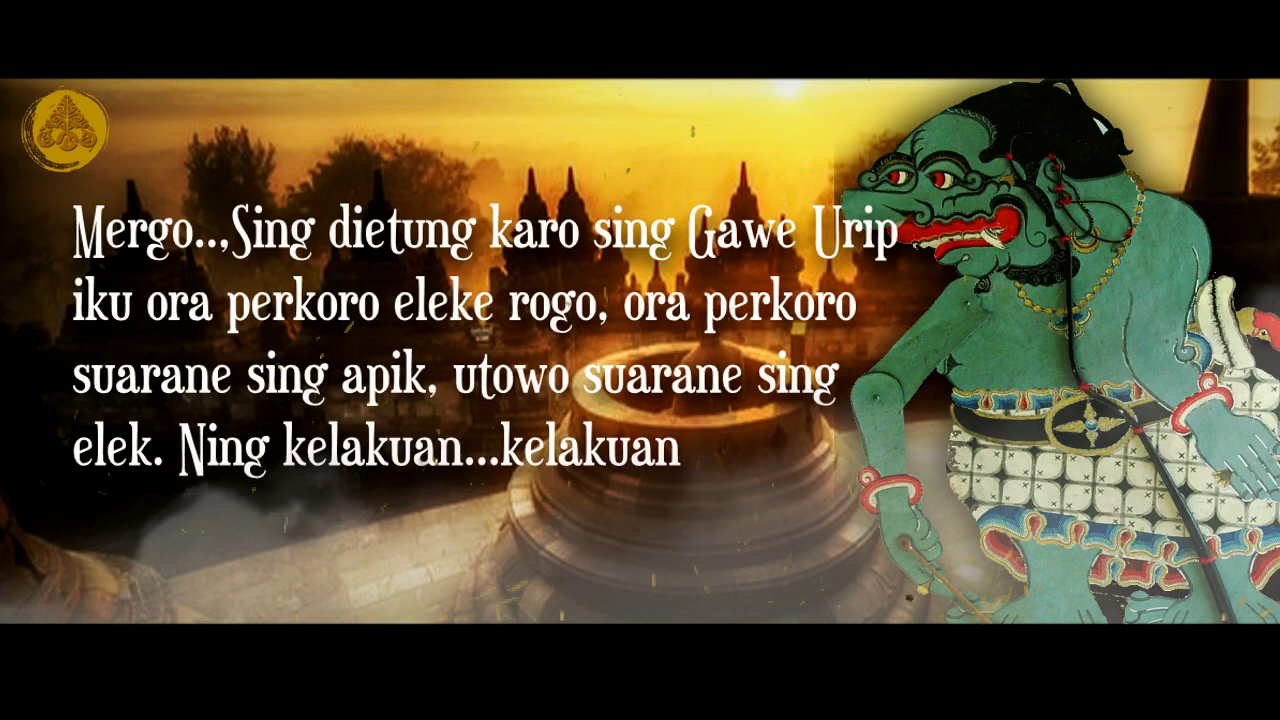 Mergo..,Sing dietung karo sing Gawe Urip
iku ora perkoro eleke rogo, ora perkoro
suarane sing apik, utowo suarane sing
elek. Ning kelakuan...kelakuan